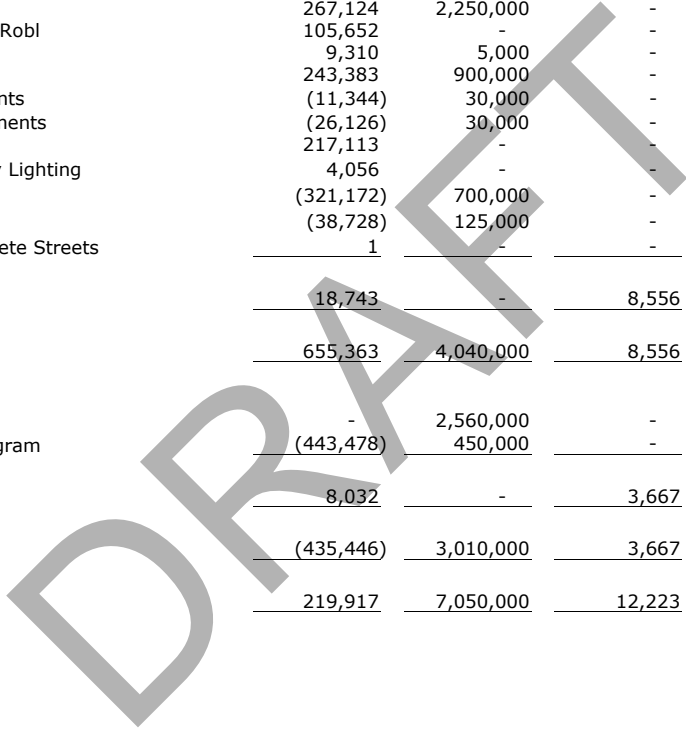 267,124 2,250,000 -
Robl 105,652 - -
9,310 5,000 -
243,383 900,000 -
nts (11,344) 30,000 -
nents (26,126) 30,000 -
217,113 - -
Lighting 4,056 - -
(321,172) 700,000 -
(38,728) 125,000 -
ete Streets 1 - -
18,743 - 8,556
655,363 4,040,000 8,556
- 2,560,000 -
gram (443,478) 450,000 -
8,032 - 3,667
(435,446) 3,010,000 3,667
219,917 7,050,000 12,223
DRAFT